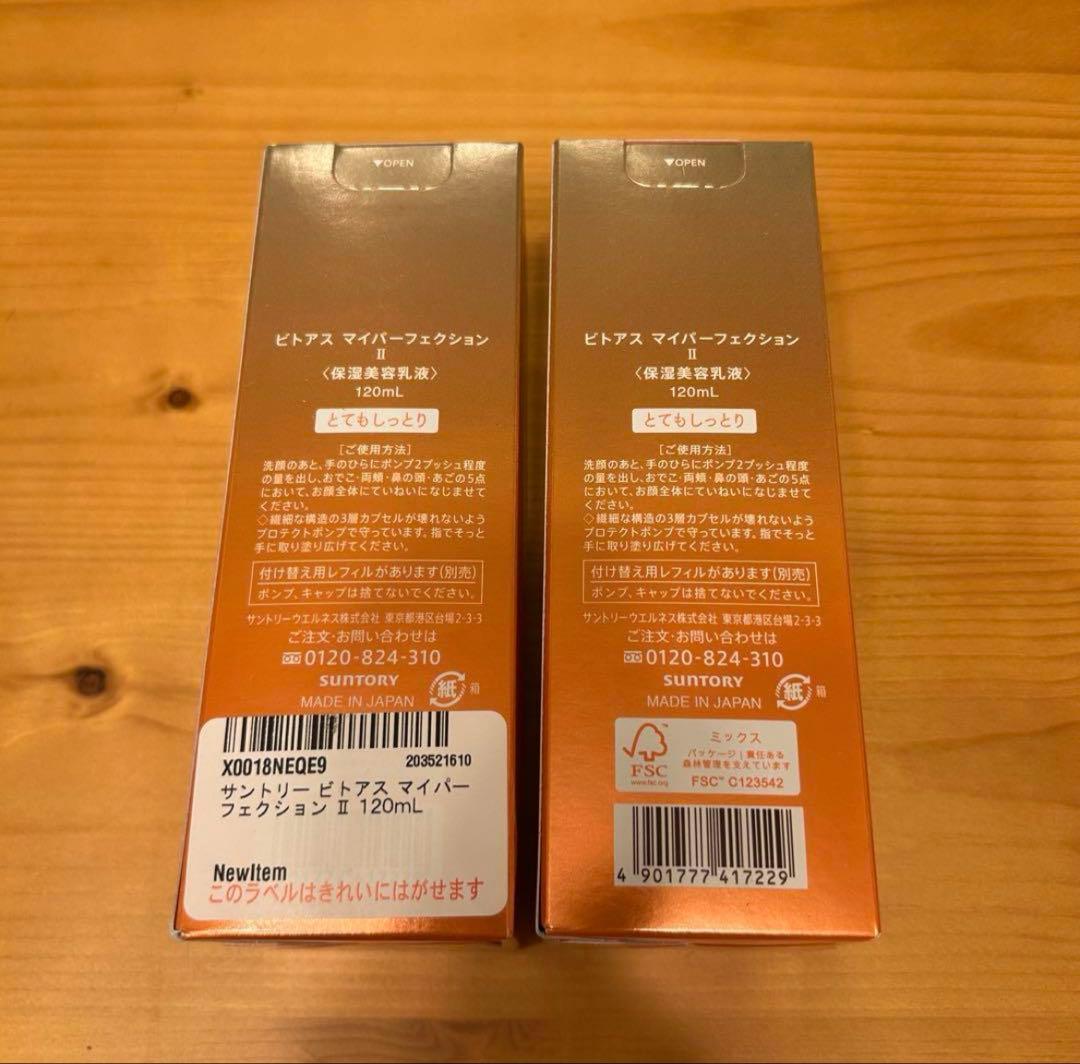 ▼OPEN
ビトアス マイパーフェクション
Ⅱ
〈保湿美容乳液〉
120mL
とてもしっとり
[ご使用方法]
洗顔のあと、手のひらにポンプ2プッシュ程度
の量を出し、おでこ・両頬・鼻の頭・あごの5点
において、お顔全体にていねいになじませて
ください。
◇繊細な構造の3層カプセルが壊れないよう
プロテクトポンプで守っています。指でそっと
手に取り塗り広げてください。
付け替え用レフィルがあります(別売)
ポンプ、キャップは捨てないでください。
サントリーウエルネス株式会社 東京都港区台場2-3-3
ご注文・お問い合わせは
0120-824-310
SUNTORY
MADE IN JAPAN
紙 箱
X0018NEQE9 203521610
サントリー ビトアス マイパー
フェクション Ⅱ 120mL
NewItem
このラベルはきれいにはがせます
▼OPEN
ビトアス マイパーフェクション
Ⅱ
〈保湿美容乳液〉
120mL
とてもしっとり
[ご使用方法]
洗顔のあと、手のひらにポンプ2プッシュ程度
の量を出し、おでこ・両頬・鼻の頭・あごの5点
において、お顔全体にていねいになじませて
ください。
◇繊細な構造の3層カプセルが壊れないよう
プロテクトポンプで守っています。指でそっと
手に取り塗り広げてください。
付け替え用レフィルがあります(別売)
ポンプ、キャップは捨てないでください。
サントリーウエルネス株式会社 東京都港区台場2-3-3
ご注文・お問い合わせは
0120-824-310
SUNTORY
MADE IN JAPAN
紙 箱
FSC
www.fsc.org
ミックス
パッケージ|責任ある
森林管理を支えています
FSC™ C123542
4 901777 417229